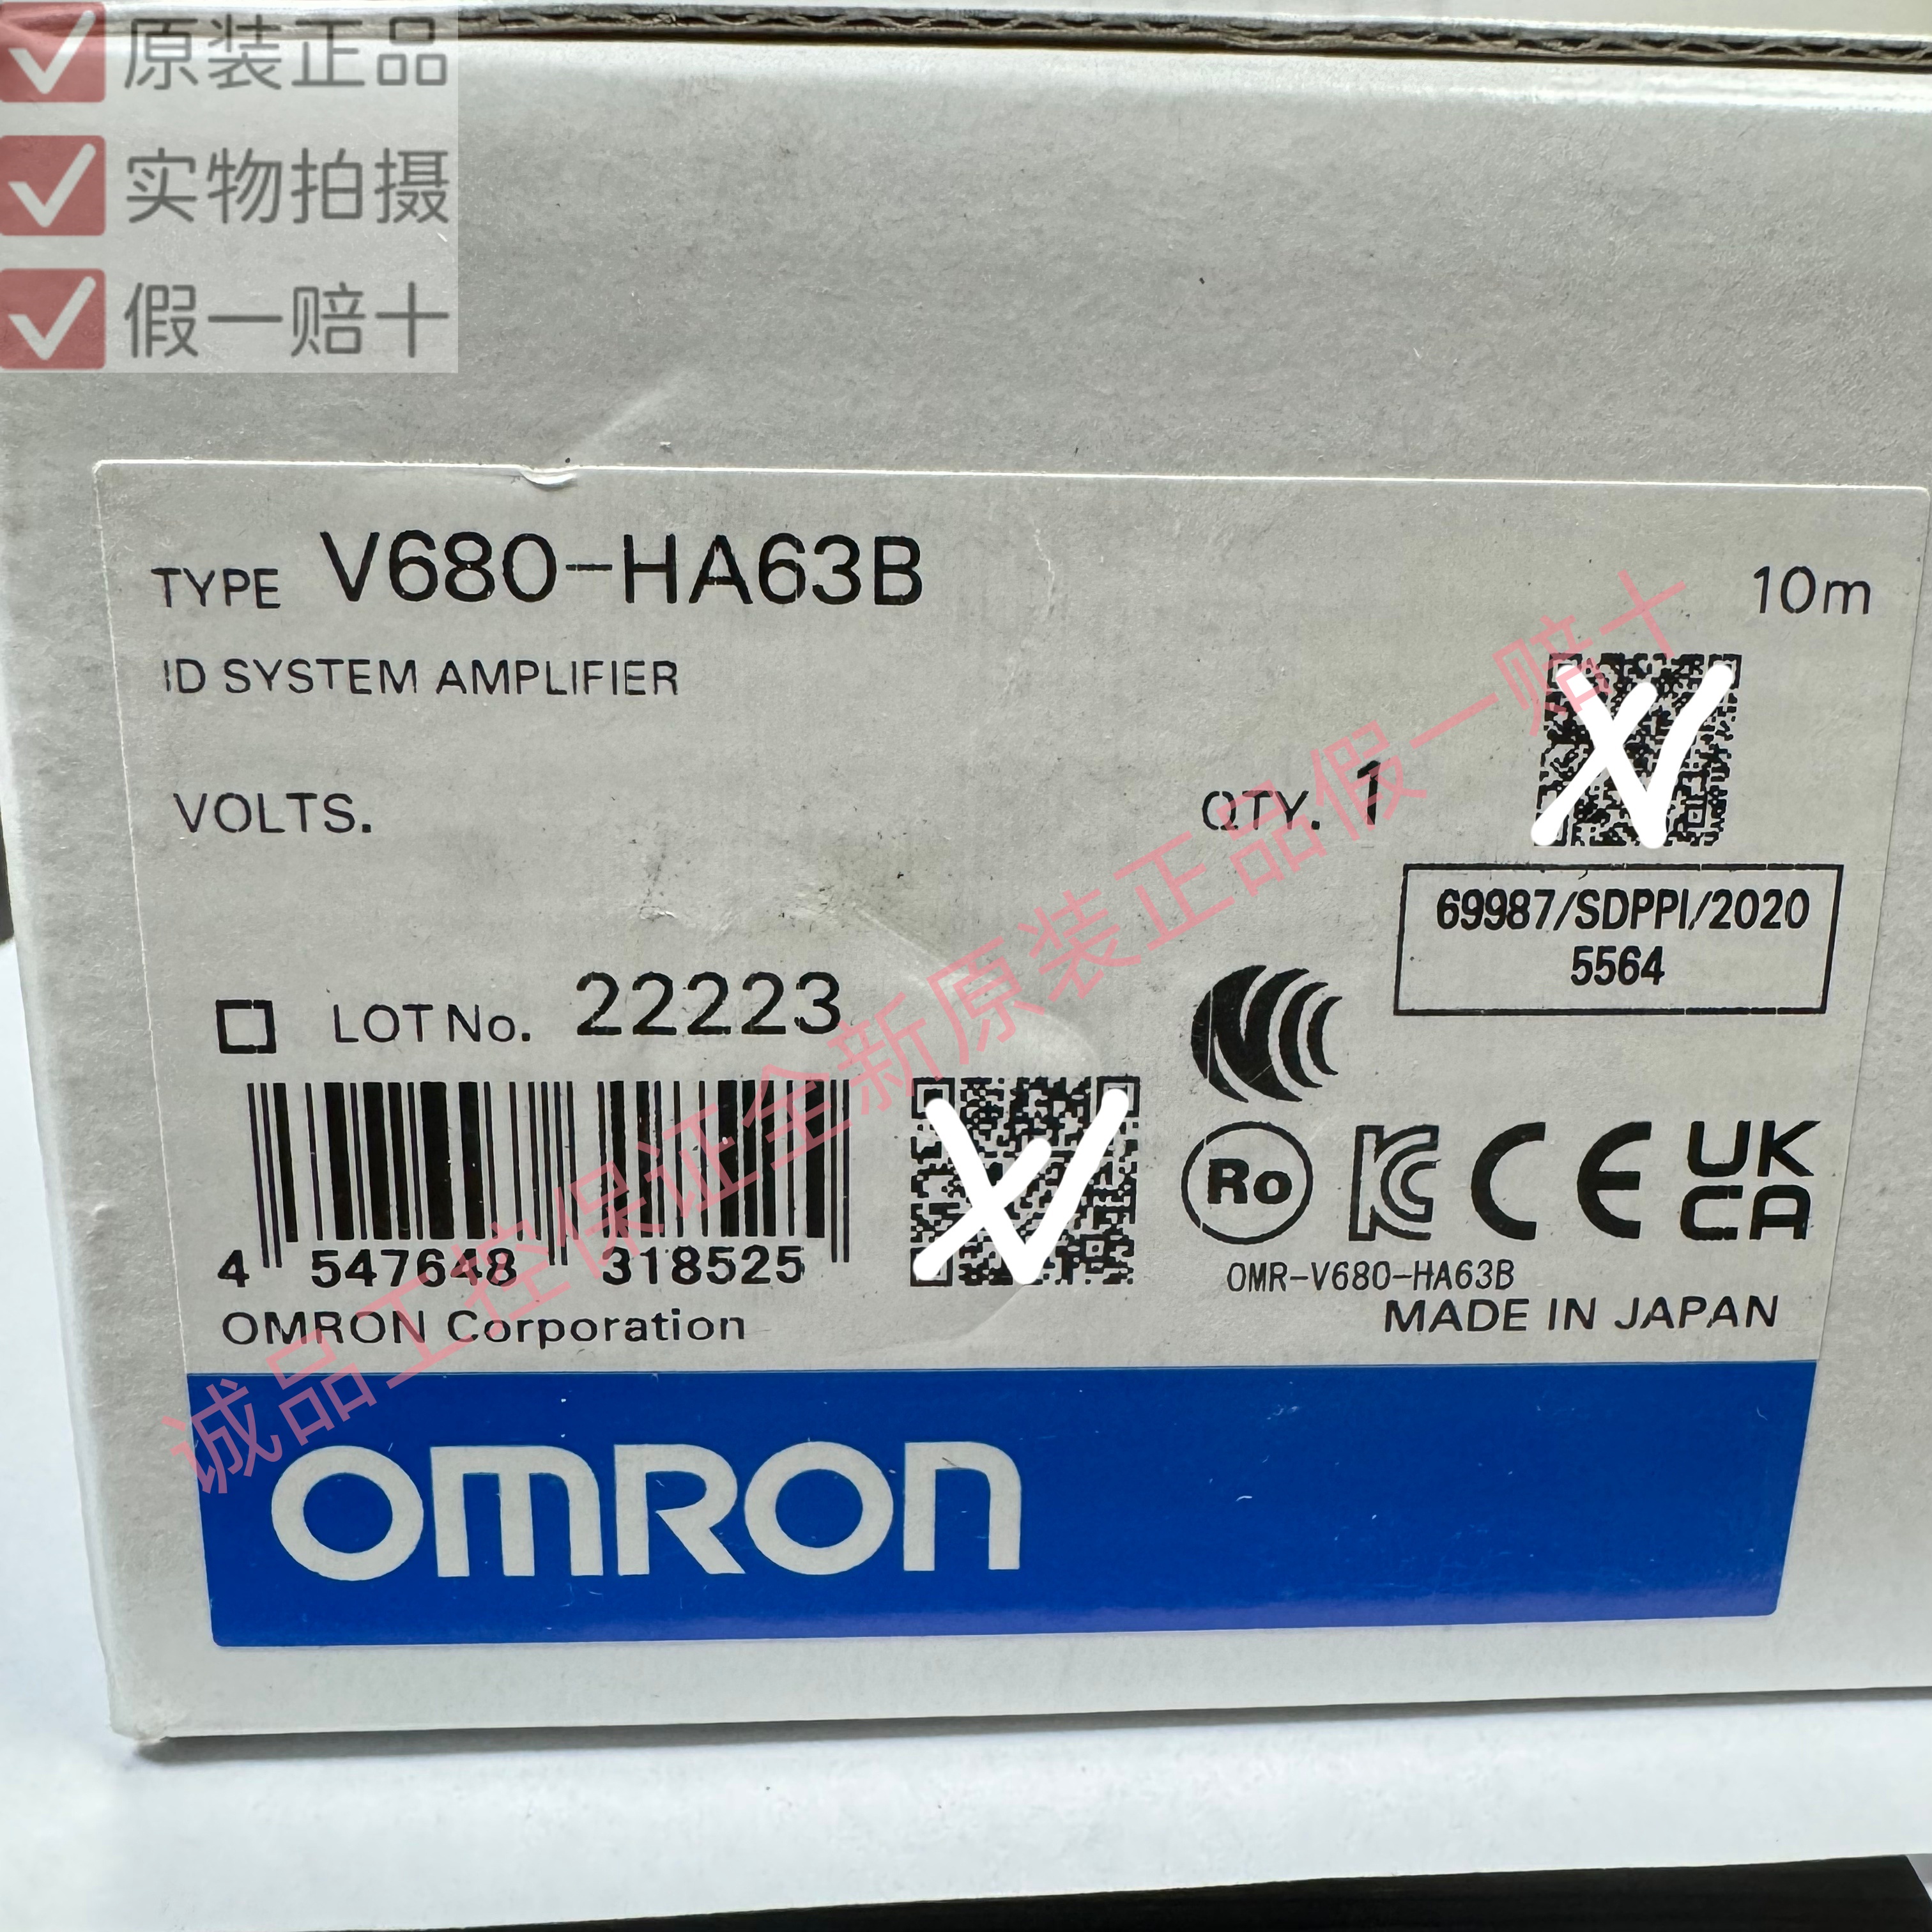 原装正品
实物拍摄
假一赔十
TYPE V680-HA63B 10m
ID SYSTEM AMPLIFIER
VOLTS. QTY. 1
69987/SDPPI/2020
5564
LOT No. 22223
4 547648 318525
Ro CE UK CA
OMR-V680-HA63B
OMRON Corporation MADE IN JAPAN
诚品工控保证全新原装正品假一赔十
OMRON